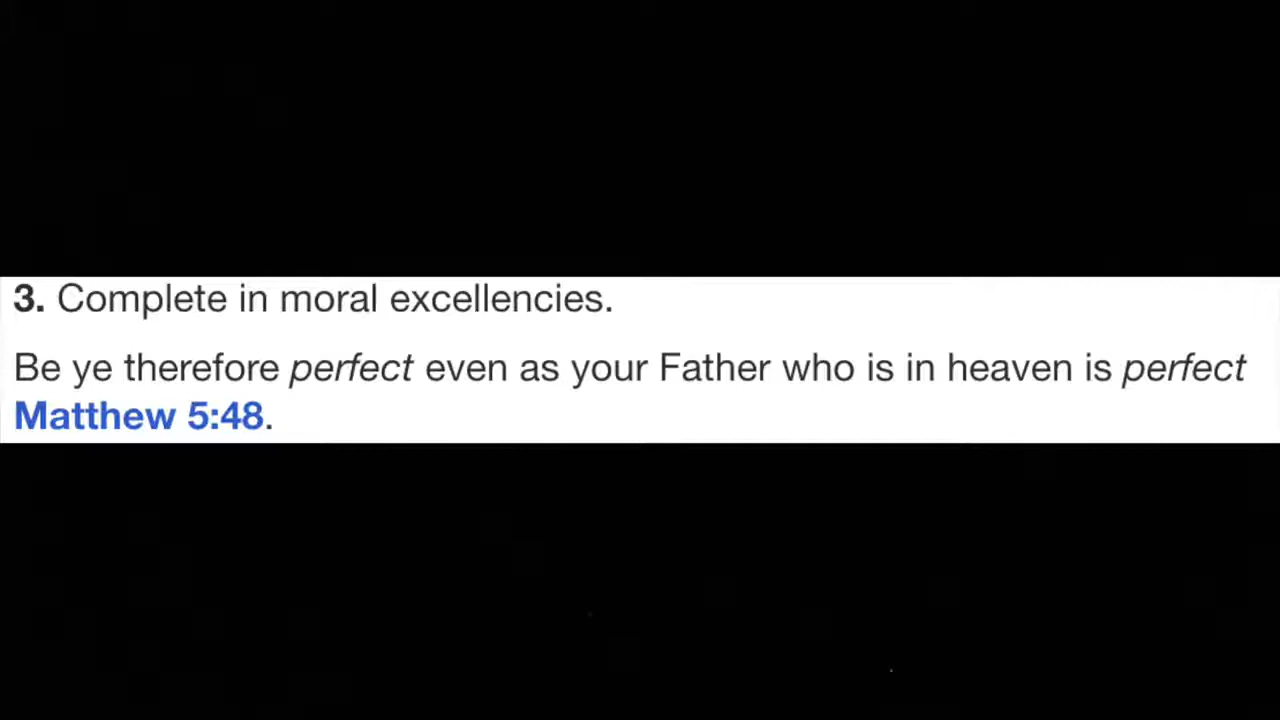 3. Complete in moral excellencies.
Be ye therefore perfect even as your Father who is in heaven is perfect
Matthew 5:48.